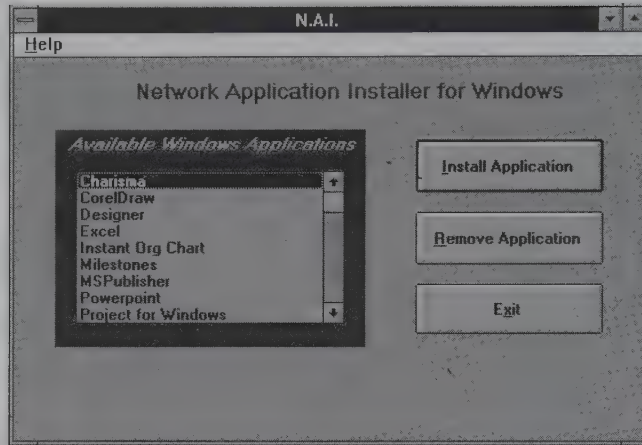 N.A.I.
Help
Network Application Installer for Windows
Available Windows Applications
Charisma
CorelDraw
Designer
Excel
Instant Org Chart
Milestones
MSPublisher
Powerpoint
Project for Windows
Install Application
Remove Application
Exit